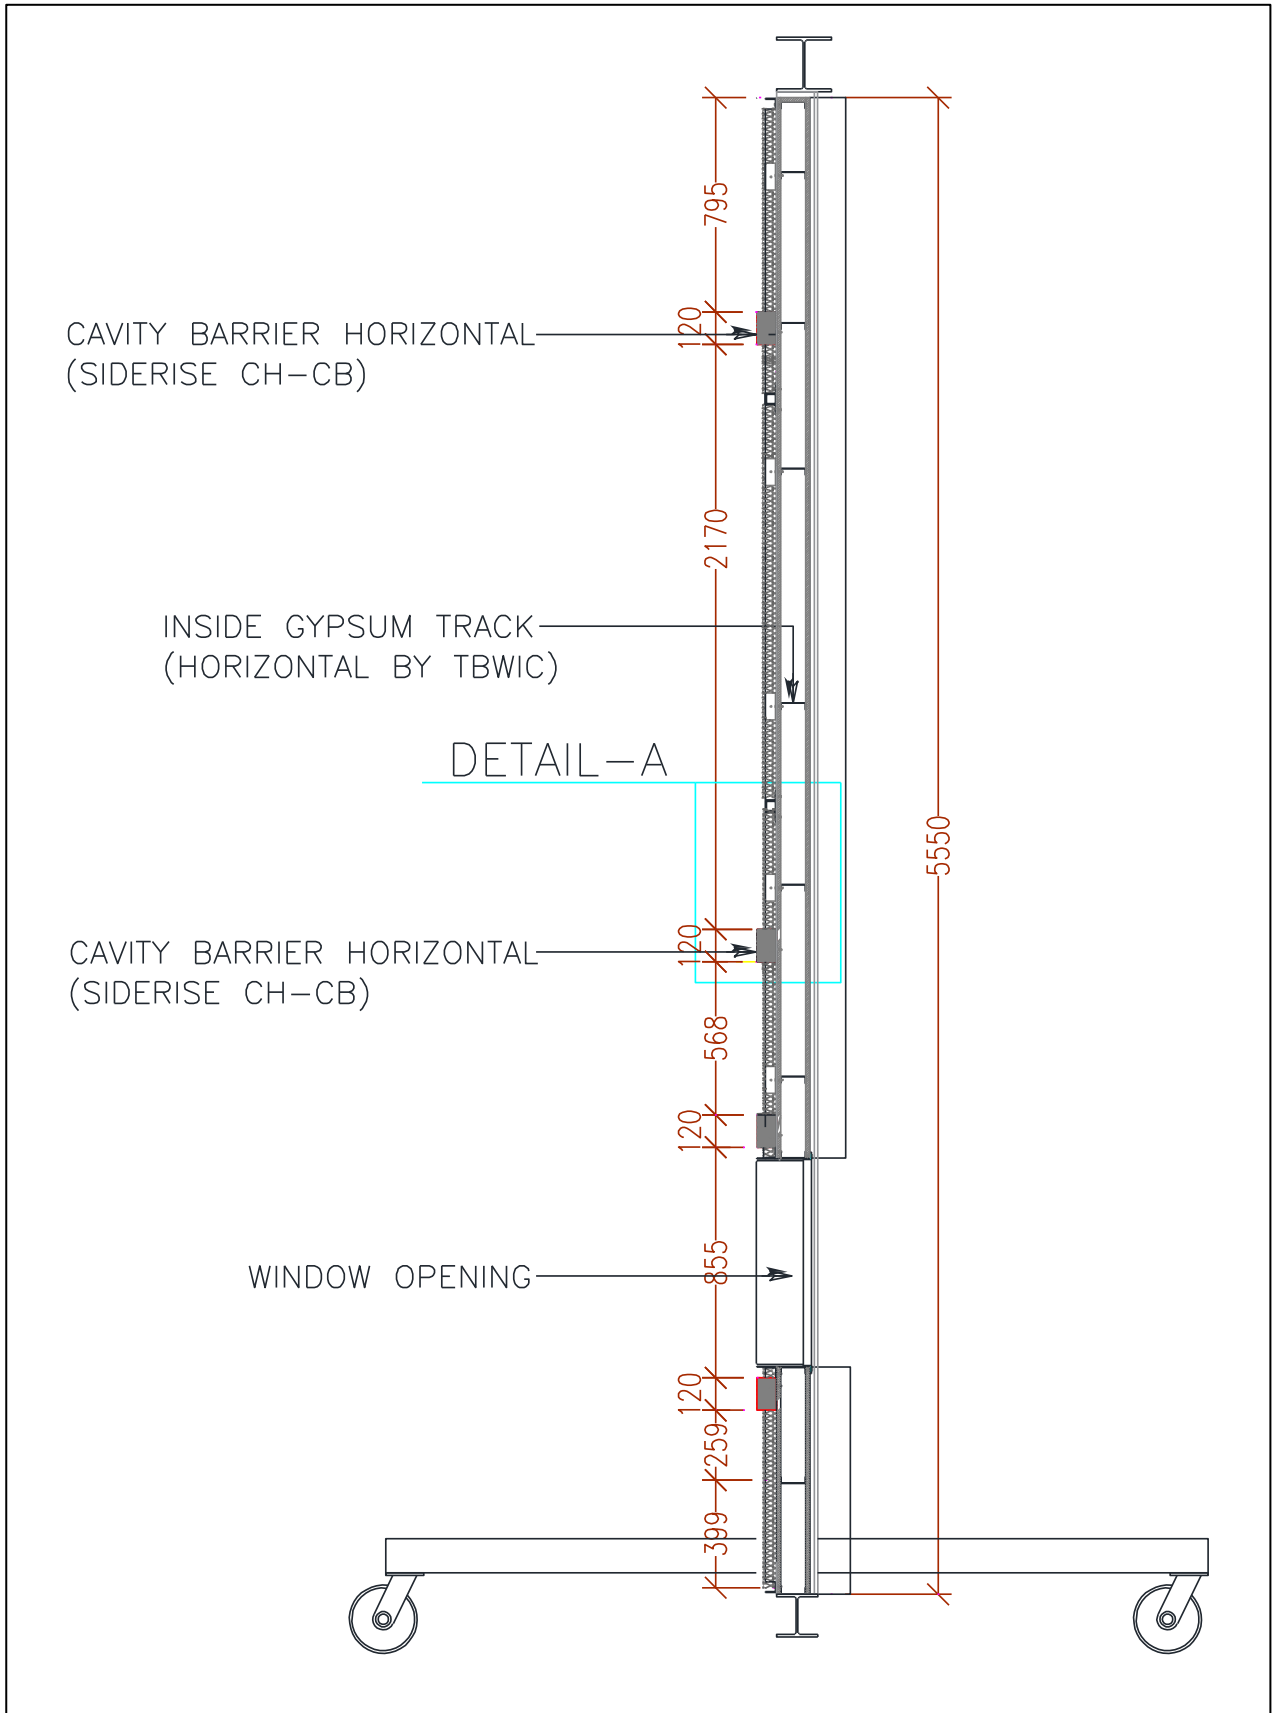 795
120
CAVITY BARRIER HORIZONTAL
(SIDERISE CH-CB)
2170
INSIDE GYPSUM TRACK
(HORIZONTAL BY TBWIC)
DETAIL-A
5550
120
CAVITY BARRIER HORIZONTAL
(SIDERISE CH-CB)
568
120
855
WINDOW OPENING
120
259
399